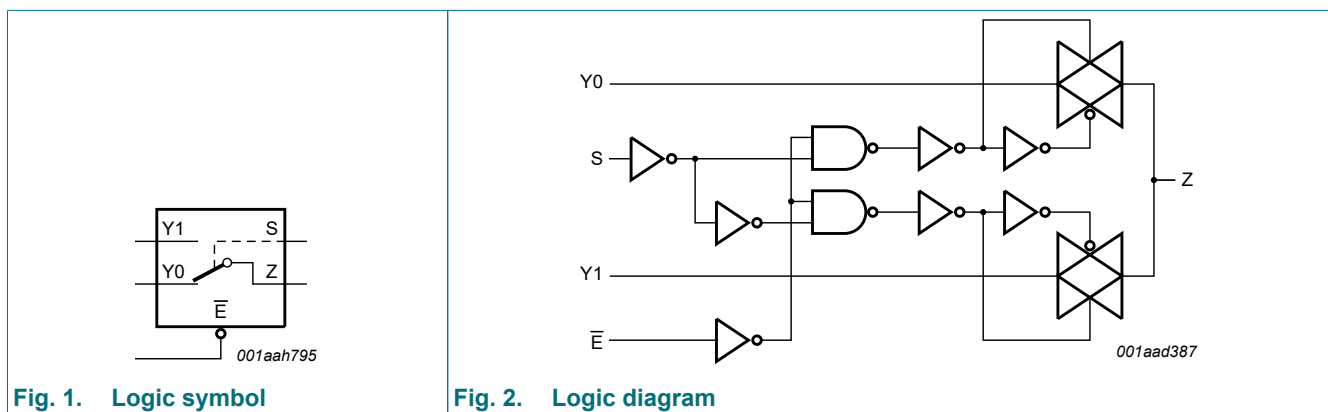 Y1 S
Y0 Z
E̅
001aah795
Fig. 1. Logic symbol
Y0
S
Z
Y1
E̅
001aad387
Fig. 2. Logic diagram